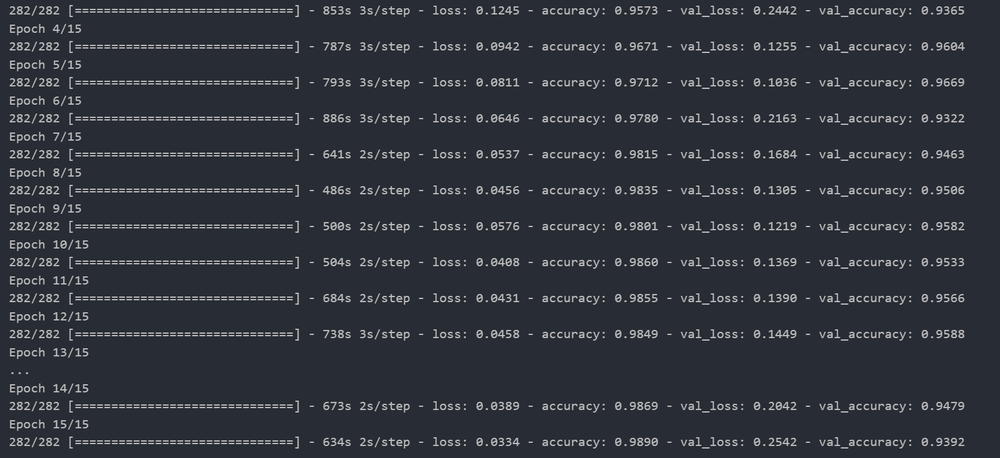 282/282 [==============================] - 853s 3s/step - loss: 0.1245 - accuracy: 0.9573 - val_loss: 0.2442 - val_accuracy: 0.9365
Epoch 4/15
282/282 [==============================] - 787s 3s/step - loss: 0.0942 - accuracy: 0.9671 - val_loss: 0.1255 - val_accuracy: 0.9604
Epoch 5/15
282/282 [==============================] - 793s 3s/step - loss: 0.0811 - accuracy: 0.9712 - val_loss: 0.1036 - val_accuracy: 0.9669
Epoch 6/15
282/282 [==============================] - 886s 3s/step - loss: 0.0646 - accuracy: 0.9780 - val_loss: 0.2163 - val_accuracy: 0.9322
Epoch 7/15
282/282 [==============================] - 641s 2s/step - loss: 0.0537 - accuracy: 0.9815 - val_loss: 0.1684 - val_accuracy: 0.9463
Epoch 8/15
282/282 [==============================] - 486s 2s/step - loss: 0.0456 - accuracy: 0.9835 - val_loss: 0.1305 - val_accuracy: 0.9506
Epoch 9/15
282/282 [==============================] - 500s 2s/step - loss: 0.0576 - accuracy: 0.9801 - val_loss: 0.1219 - val_accuracy: 0.9582
Epoch 10/15
282/282 [==============================] - 504s 2s/step - loss: 0.0408 - accuracy: 0.9860 - val_loss: 0.1369 - val_accuracy: 0.9533
Epoch 11/15
282/282 [==============================] - 684s 2s/step - loss: 0.0431 - accuracy: 0.9855 - val_loss: 0.1390 - val_accuracy: 0.9566
Epoch 12/15
282/282 [==============================] - 738s 3s/step - loss: 0.0458 - accuracy: 0.9849 - val_loss: 0.1449 - val_accuracy: 0.9588
Epoch 13/15
...
Epoch 14/15
282/282 [==============================] - 673s 2s/step - loss: 0.0389 - accuracy: 0.9869 - val_loss: 0.2042 - val_accuracy: 0.9479
Epoch 15/15
282/282 [==============================] - 634s 2s/step - loss: 0.0334 - accuracy: 0.9890 - val_loss: 0.2542 - val_accuracy: 0.9392